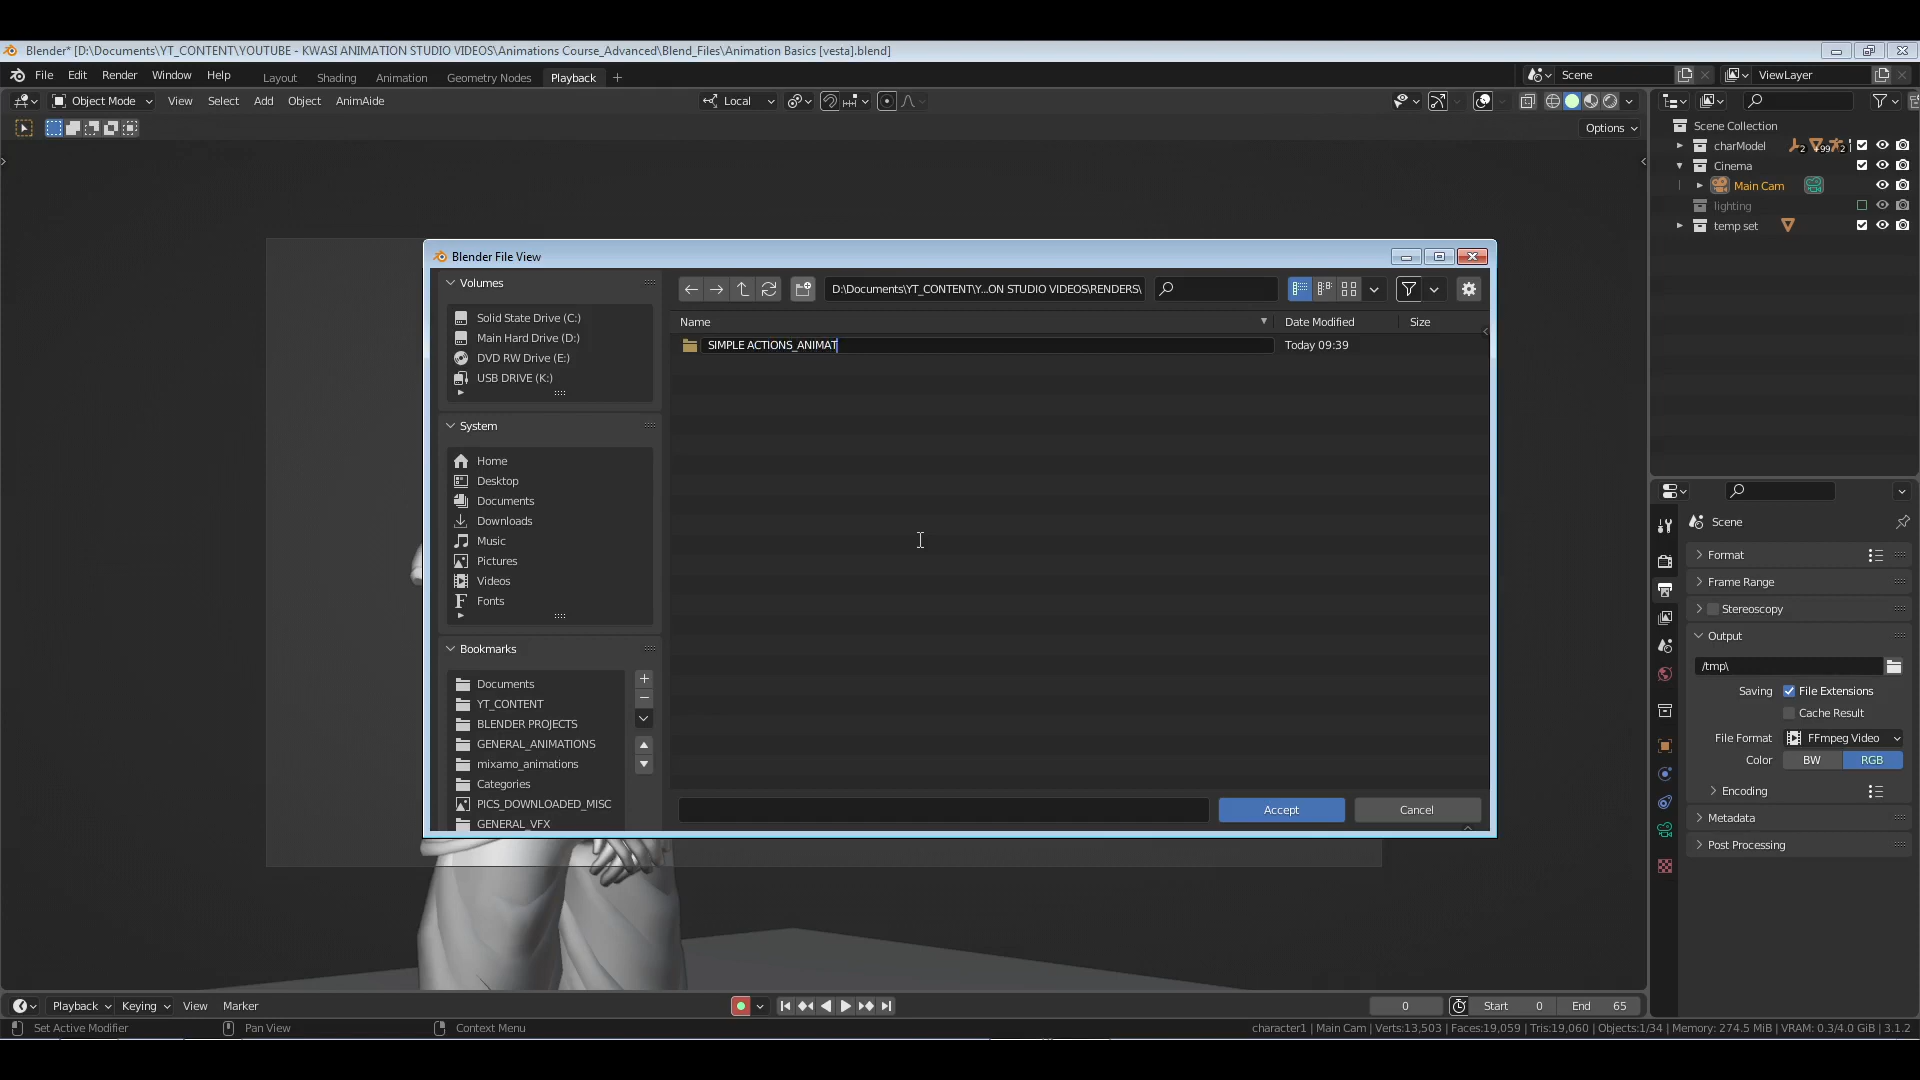 Blender* [D:\Documents\YT_CONTENT\YOUTUBE - KWASI ANIMATION STUDIO VIDEOS\Animations Course_Advanced\Blend_Files\Animation Basics [vesta].blend]
File Edit Render Window Help Layout Shading Animation Geometry Nodes Playback + Scene ViewLayer
Object Mode View Select Add Object AnimAide Local
Options
Scene Collection
charModel 2 +99 2
Cinema
Main Cam
lighting
temp set
Blender File View
Volumes
Solid State Drive (C:)
Main Hard Drive (D:)
DVD RW Drive (E:)
USB DRIVE (K:)
System
Home
Desktop
Documents
Downloads
Music
Pictures
Videos
Fonts
Bookmarks
Documents
YT_CONTENT
BLENDER PROJECTS
GENERAL_ANIMATIONS
mixamo_animations
Categories
PICS_DOWNLOADED_MISC
GENERAL_VFX
D:\Documents\YT_CONTENT\Y...ON STUDIO VIDEOS\RENDERS\
Name Date Modified Size
SIMPLE ACTIONS_ANIMAT Today 09:39
Accept Cancel
Scene
Format
Frame Range
Stereoscopy
Output
/tmp\
Saving File Extensions
Cache Result
File Format FFmpeg Video
Color BW RGB
Encoding
Metadata
Post Processing
Playback Keying View Marker 0 Start 0 End 65
Set Active Modifier Pan View Context Menu character1 | Main Cam | Verts:13,503 | Faces:19,059 | Tris:19,060 | Objects:1/34 | Memory: 274.5 MiB | VRAM: 0.3/4.0 GiB | 3.1.2